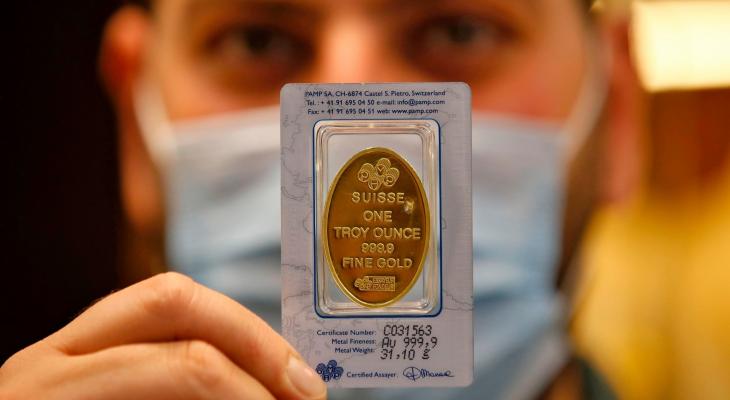 PAMP SA, CH-6874 Castel S. Pietro, Switzerland
Tel.: + 41 91 695 04 50 e-mail: info@pamp.com
Fax: + 41 91 695 04 51 web: www.pamp.com
SUISSE
ONE
TROY OUNCE
999.9
FINE GOLD
Certificate Number: C031563
Metal Fineness: Au 999,9
Metal Weight: 31,10 g
Certified Assayer.